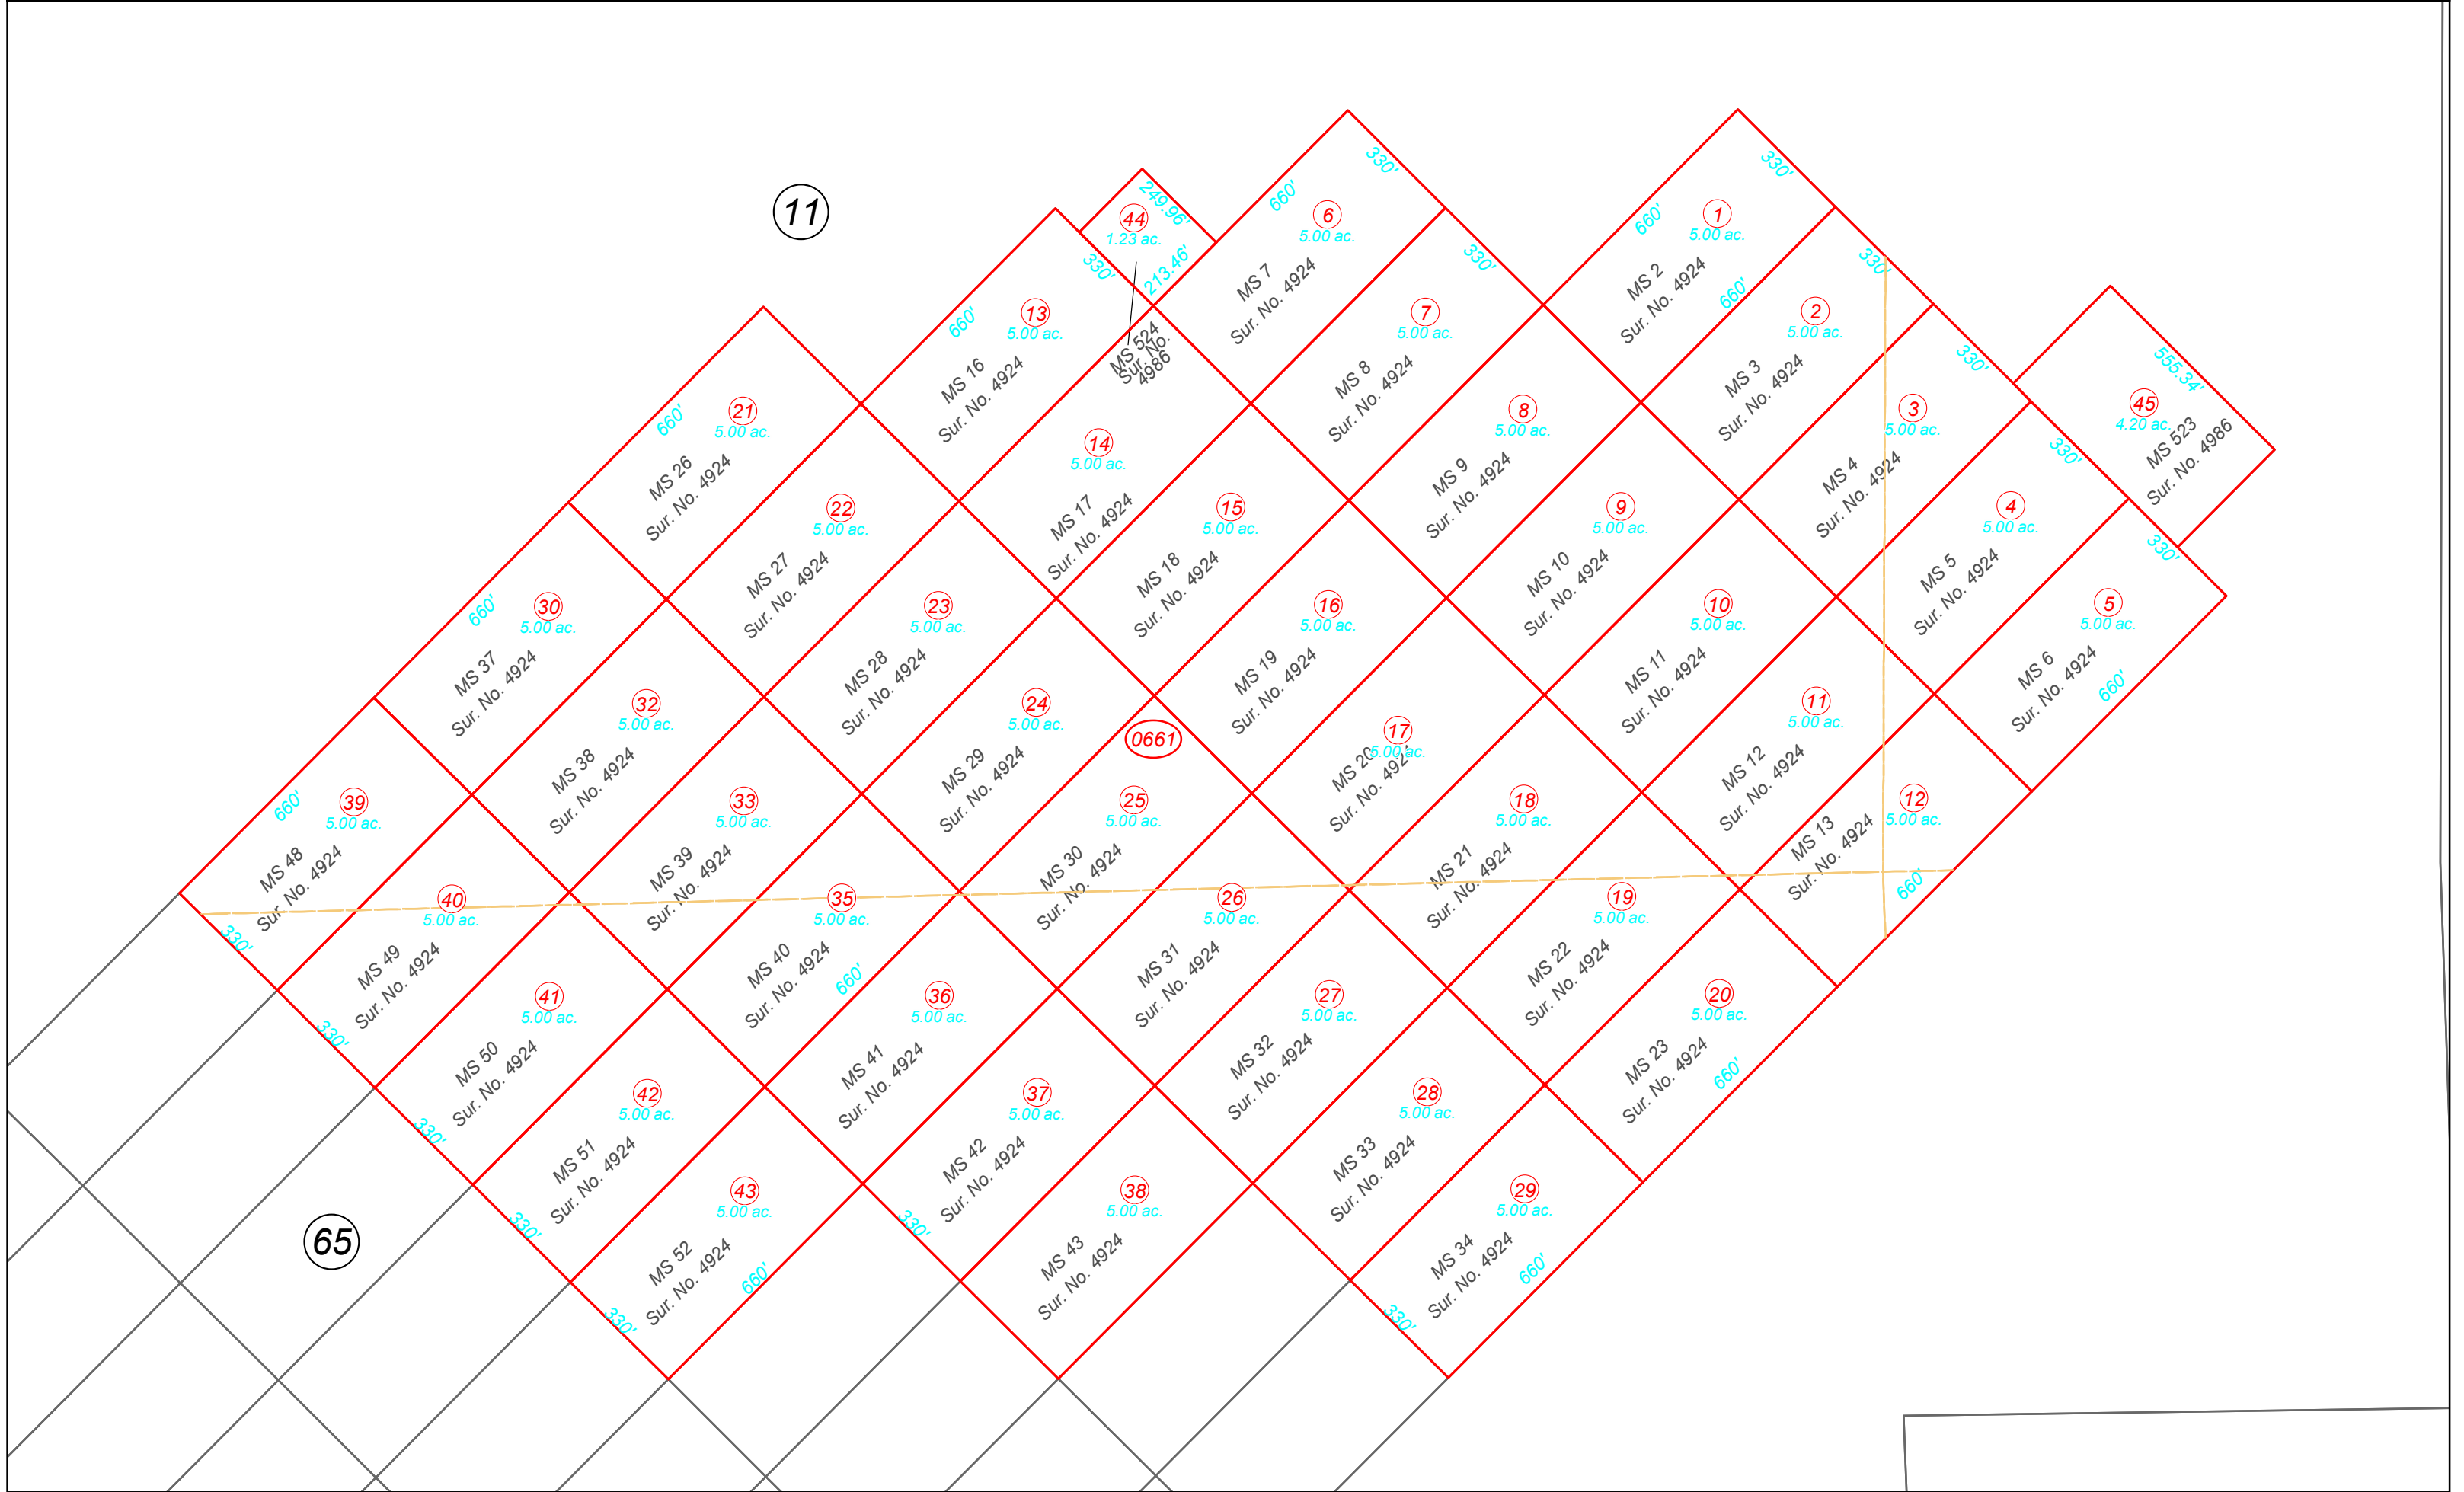 11
65
0661
44
1.23 ac.
249.96'
213.46'
MS 524
Sur. No.
4986
6
5.00 ac.
660'
330'
MS 7
Sur. No. 4924
1
5.00 ac.
660'
330'
MS 2
Sur. No. 4924
660'
13
5.00 ac.
660'
330'
MS 16
Sur. No. 4924
7
5.00 ac.
330'
MS 8
Sur. No. 4924
2
5.00 ac.
330'
MS 3
Sur. No. 4924
21
5.00 ac.
660'
MS 26
Sur. No. 4924
14
5.00 ac.
MS 17
Sur. No. 4924
8
5.00 ac.
MS 9
Sur. No. 4924
3
5.00 ac.
330'
MS 4
Sur. No. 4924
45
4.20 ac.
555.34'
MS 523
Sur. No. 4986
22
5.00 ac.
MS 27
Sur. No. 4924
15
5.00 ac.
MS 18
Sur. No. 4924
9
5.00 ac.
MS 10
Sur. No. 4924
4
5.00 ac.
330'
MS 5
Sur. No. 4924
30
5.00 ac.
660'
MS 37
Sur. No. 4924
23
5.00 ac.
MS 28
Sur. No. 4924
16
5.00 ac.
MS 19
Sur. No. 4924
10
5.00 ac.
MS 11
Sur. No. 4924
5
5.00 ac.
330'
MS 6
Sur. No. 4924
660'
32
5.00 ac.
MS 38
Sur. No. 4924
24
5.00 ac.
MS 29
Sur. No. 4924
17
5.00 ac.
MS 20
Sur. No. 4924
11
5.00 ac.
MS 12
Sur. No. 4924
39
5.00 ac.
660'
MS 48
Sur. No. 4924
330'
33
5.00 ac.
MS 39
Sur. No. 4924
25
5.00 ac.
MS 30
Sur. No. 4924
18
5.00 ac.
MS 21
Sur. No. 4924
12
5.00 ac.
MS 13
Sur. No. 4924
660'
40
5.00 ac.
MS 49
Sur. No. 4924
330'
35
5.00 ac.
MS 40
Sur. No. 4924
660'
26
5.00 ac.
MS 31
Sur. No. 4924
19
5.00 ac.
MS 22
Sur. No. 4924
41
5.00 ac.
MS 50
Sur. No. 4924
330'
36
5.00 ac.
MS 41
Sur. No. 4924
27
5.00 ac.
MS 32
Sur. No. 4924
20
5.00 ac.
MS 23
Sur. No. 4924
660'
42
5.00 ac.
MS 51
Sur. No. 4924
330'
37
5.00 ac.
MS 42
Sur. No. 4924
330'
28
5.00 ac.
MS 33
Sur. No. 4924
43
5.00 ac.
MS 52
Sur. No. 4924
330'
660'
38
5.00 ac.
MS 43
Sur. No. 4924
29
5.00 ac.
MS 34
Sur. No. 4924
330'
660'